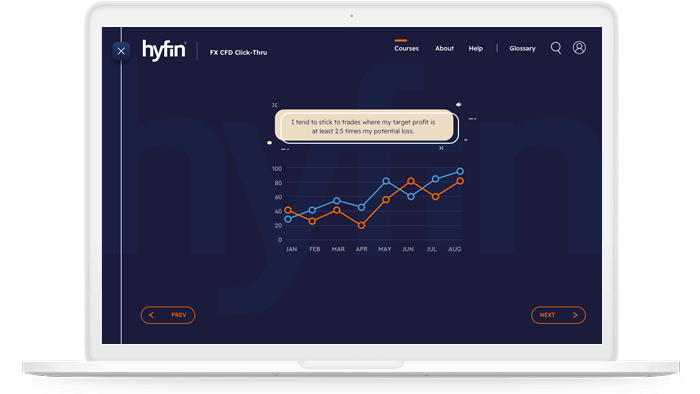 hyfin
FX CFD Click-Thru
Courses
About
Help
Glossary
I tend to stick to trades where my target profit is
at least 2.5 times my potential loss.
100
80
60
40
20
0
JAN FEB MAR APR MAY JUN JUL AUG
PREV
NEXT
hyfin